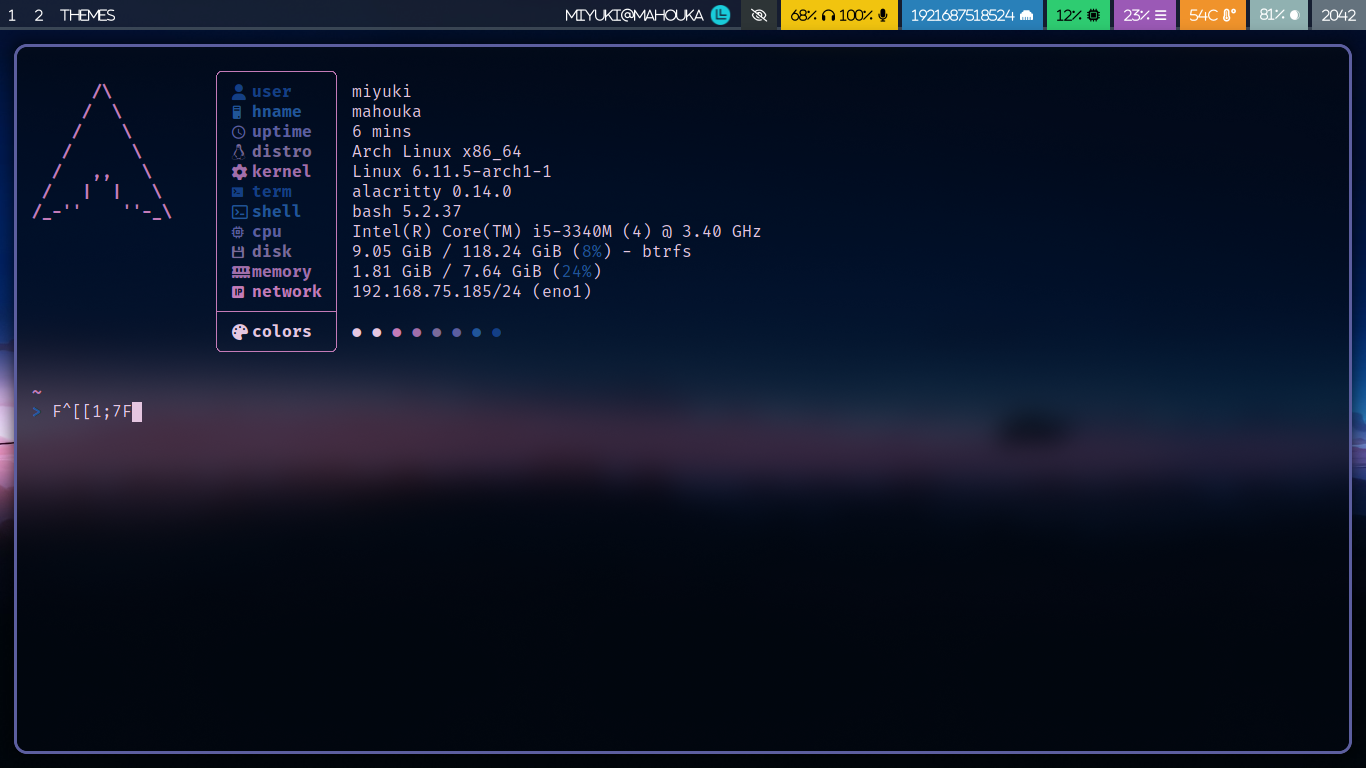 1 2 THEMES MIYUKI@MAHOUKA 68% 100% 1921687518524 12% 23% 54C 81% 2042
/\
/ \
/ \
/ \
/ ,, \
/ | | \
/_-'' ''-_\
user miyuki
hname mahouka
uptime 6 mins
distro Arch Linux x86_64
kernel Linux 6.11.5-arch1-1
term alacritty 0.14.0
shell bash 5.2.37
cpu Intel(R) Core(TM) i5-3340M (4) @ 3.40 GHz
disk 9.05 GiB / 118.24 GiB (8%) - btrfs
memory 1.81 GiB / 7.64 GiB (24%)
network 192.168.75.185/24 (eno1)
colors
~
> F^[[1;7F